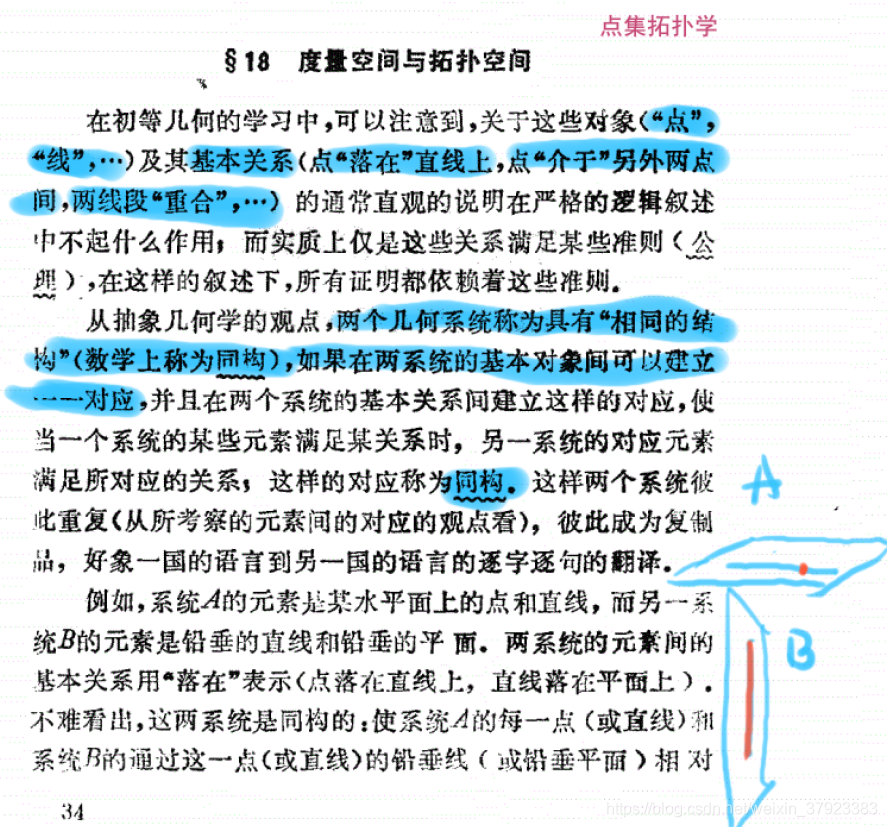 点集拓扑学
§18 度量空间与拓扑空间
在初等几何的学习中,可以注意到,关于这些对象(“点”,
“线”,…)及其基本关系(点“落在”直线上,点“介于”另外两点
间,两线段“重合”,…) 的通常直观的说明在严格的逻辑叙述
中不起什么作用; 而实质上仅是这些关系满足某些准则(公
理),在这样的叙述下,所有证明都依赖着这些准则.
从抽象几何学的观点,两个几何系统称为具有“相同的结
构”(数学上称为同构),如果在两系统的基本对象间可以建立
一一对应,并且在两个系统的基本关系间建立这样的对应,使
当一个系统的某些元素满足某关系时, 另一系统的对应元素
满足所对应的关系; 这样的对应称为同构. 这样两个系统彼
此重复(从所考察的元素间的对应的观点看), 彼此成为复制
品, 好象一国的语言到另一国的语言的逐字逐句的翻译.
A
例如,系统A的元素是某水平面上的点和直线, 而另一系
统B的元素是铅垂的直线和铅垂的平面. 两系统的元素间的
B
基本关系用“落在”表示(点落在直线上, 直线落在平面上).
不难看出,这两系统是同构的:使系统A的每一点(或直线)和
系统B的通过这一点(或直线)的铅垂线(或铅垂平面)相对
34
https://blog.csdn.net/weixin_37923383